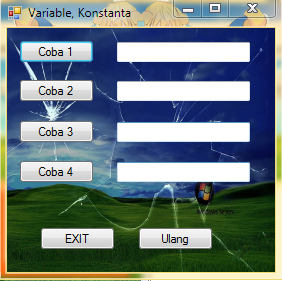 Variable, Konstanta
Coba 1
Coba 2
Coba 3
Coba 4
EXIT
Ulang